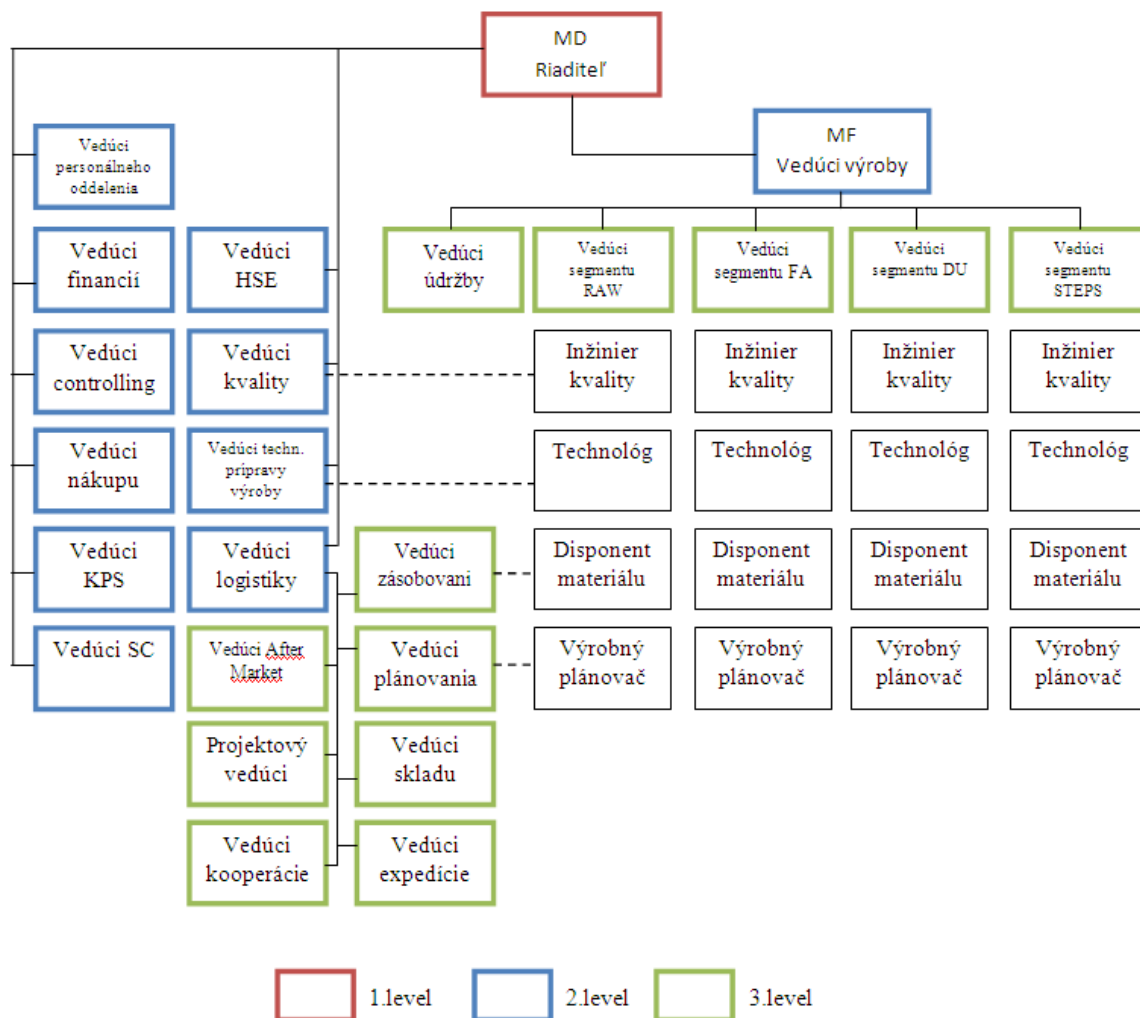 MD
Riaditeľ
MF
Vedúci výroby
Vedúci
personálneho
oddelenia
Vedúci
financií
Vedúci
HSE
Vedúci
údržby
Vedúci
segmentu
RAW
Vedúci
segmentu FA
Vedúci
segmentu DU
Vedúci
segmentu
STEPS
Vedúci
controlling
Vedúci
kvality
Inžinier
kvality
Inžinier
kvality
Inžinier
kvality
Inžinier
kvality
Vedúci
nákupu
Vedúci techn.
prípravy
výroby
Technológ
Technológ
Technológ
Technológ
Vedúci
KPS
Vedúci
logistiky
Vedúci
zásobovani
Disponent
materiálu
Disponent
materiálu
Disponent
materiálu
Disponent
materiálu
Vedúci SC
Vedúci After
Market
Vedúci
plánovania
Výrobný
plánovač
Výrobný
plánovač
Výrobný
plánovač
Výrobný
plánovač
Projektový
vedúci
Vedúci
skladu
Vedúci
kooperácie
Vedúci
expedície
1.level
2.level
3.level